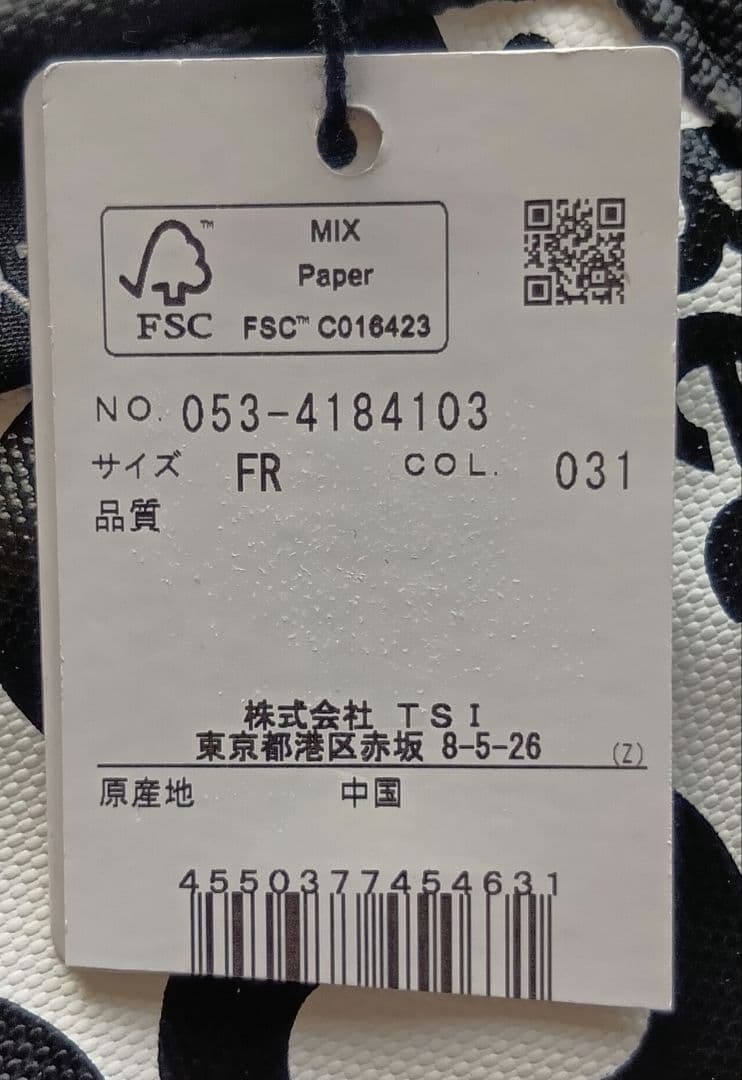 MIX
Paper
FSC™ FSC™ C016423
NO. 053-4184103
サイズ FR COL. 031
品質
株式会社 TSI
東京都港区赤坂 8-5-26 (Z)
原産地 中国
4550377454631